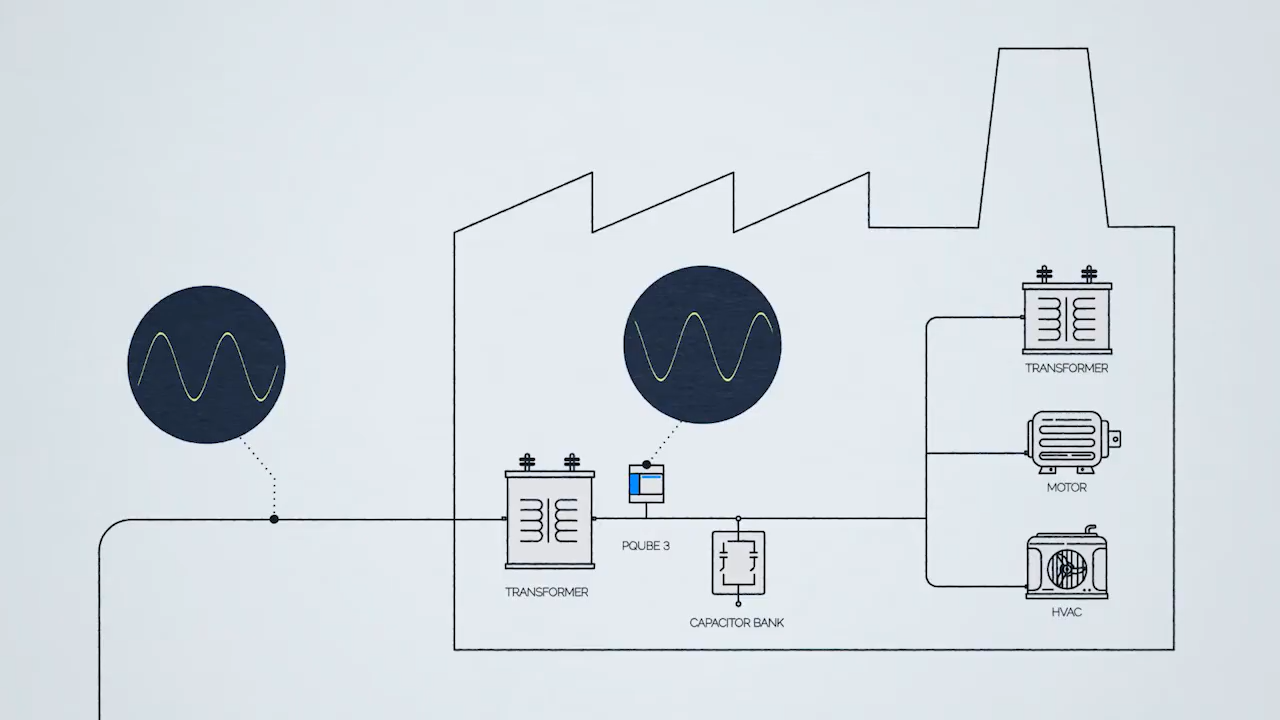 TRANSFORMER
MOTOR
PQUBE 3
TRANSFORMER
HVAC
CAPACITOR BANK